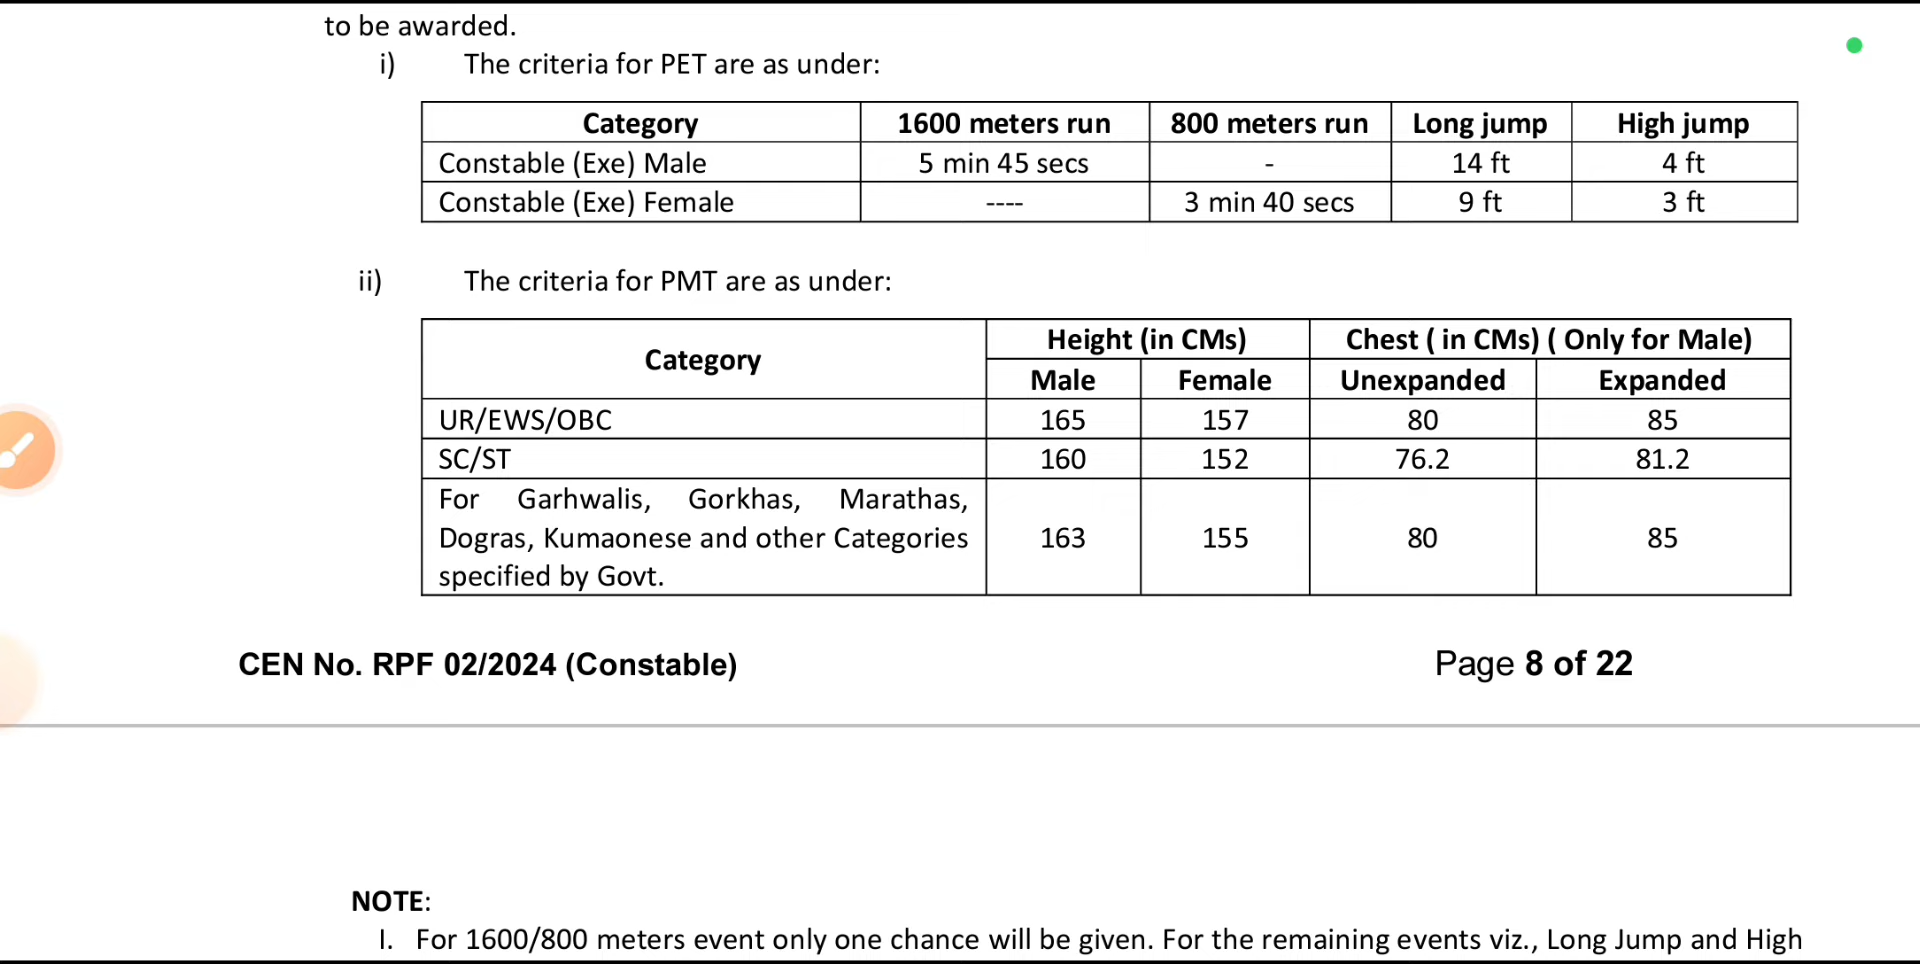 to be awarded.
i) The criteria for PET are as under:
Category 1600 meters run 800 meters run Long jump High jump
Constable (Exe) Male 5 min 45 secs - 14 ft 4 ft
Constable (Exe) Female ---- 3 min 40 secs 9 ft 3 ft
ii) The criteria for PMT are as under:
Category Height (in CMs) Chest ( in CMs) ( Only for Male)
Male Female Unexpanded Expanded
UR/EWS/OBC 165 157 80 85
SC/ST 160 152 76.2 81.2
For Garhwalis, Gorkhas, Marathas,
Dogras, Kumaonese and other Categories 163 155 80 85
specified by Govt.
CEN No. RPF 02/2024 (Constable) Page 8 of 22
NOTE:
I. For 1600/800 meters event only one chance will be given. For the remaining events viz., Long Jump and High